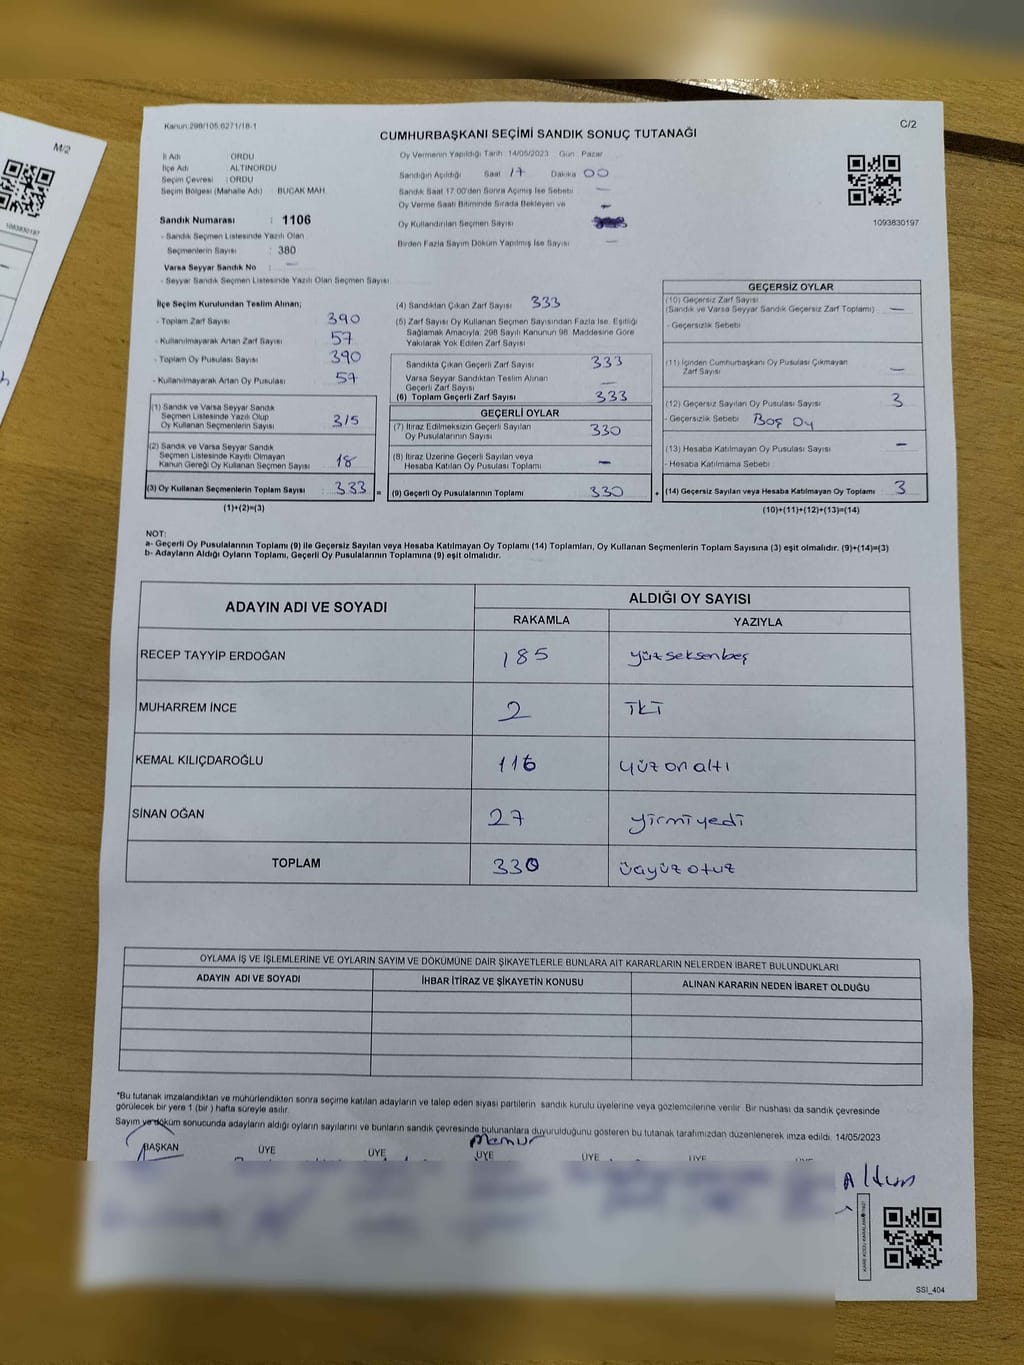 M/2
1093830197
Kanun:298/105,6271/18-1
C/2
CUMHURBAŞKANI SEÇİMİ SANDIK SONUÇ TUTANAĞI
İl Adı : ORDU
İlçe Adı : ALTINORDU
Seçim Çevresi : ORDU
Seçim Bölgesi (Mahalle Adı) : BUCAK MAH.
Oy Vermenin Yapıldığı Tarih :14/05/2023 Gün : Pazar
Sandığın Açıldığı Saat 17 Dakika 00
Sandık Saat 17:00'den Sonra Açılmış İse Sebebi —
Oy Verme Saati Bitiminde Sırada Bekleyen ve —
Oy Kullandırılan Seçmen Sayısı
Birden Fazla Sayım Döküm Yapılmış İse Sayısı —
1093830197
Sandık Numarası : 1106
- Sandık Seçmen Listesinde Yazılı Olan
Seçmenlerin Sayısı : 380
Varsa Seyyar Sandık No : —
- Seyyar Sandık Seçmen Listesinde Yazılı Olan Seçmen Sayısı
İlçe Seçim Kurulundan Teslim Alınan;
- Toplam Zarf Sayısı 390
- Kullanılmayarak Artan Zarf Sayısı 57
- Toplam Oy Pusulası Sayısı 390
- Kullanılmayarak Artan Oy Pusulası 57
(1) Sandık ve Varsa Seyyar Sandık
Seçmen Listesinde Yazılı Olup
Oy Kullanan Seçmenlerin Sayısı 315
(2) Sandık ve Varsa Seyyar Sandık
Seçmen Listesinde Kayıtlı Olmayan
Kanun Gereği Oy Kullanan Seçmen Sayısı 18
(3) Oy Kullanan Seçmenlerin Toplam Sayısı 333 =
(1)+(2)=(3)
(4) Sandıktan Çıkan Zarf Sayısı 333
(5) Zarf Sayısı Oy Kullanan Seçmen Sayısından Fazla İse, Eşitliği
Sağlamak Amacıyla, 298 Sayılı Kanunun 98. Maddesine Göre
Yakılarak Yok Edilen Zarf Sayısı
Sandıkta Çıkan Geçerli Zarf Sayısı 333
Varsa Seyyar Sandıktan Teslim Alınan
Geçerli Zarf Sayısı —
(6) Toplam Geçerli Zarf Sayısı 333
GEÇERLİ OYLAR
(7) İtiraz Edilmeksizin Geçerli Sayılan
Oy Pusulalarının Sayısı 330
(8) İtiraz Üzerine Geçerli Sayılan veya
Hesaba Katılan Oy Pusulası Toplamı —
(9) Geçerli Oy Pusulalarının Toplamı 330 +
GEÇERSİZ OYLAR
(10) Geçersiz Zarf Sayısı
(Sandık ve Varsa Seyyar Sandık Geçersiz Zarf Toplamı) —
- Geçersizlik Sebebi
(11) İçinden Cumhurbaşkanı Oy Pusulası Çıkmayan
Zarf Sayısı —
(12) Geçersiz Sayılan Oy Pusulası Sayısı 3
- Geçersizlik Sebebi Boş Oy
(13) Hesaba Katılmayan Oy Pusulası Sayısı —
- Hesaba Katılmama Sebebi
(14) Geçersiz Sayılan veya Hesaba Katılmayan Oy Toplamı 3
(10)+(11)+(12)+(13)=(14)
NOT:
a- Geçerli Oy Pusulalarının Toplamı (9) ile Geçersiz Sayılan veya Hesaba Katılmayan Oy Toplamı (14) Toplamları, Oy Kullanan Seçmenlerin Toplam Sayısına (3) eşit olmalıdır. (9)+(14)=(3)
b- Adayların Aldığı Oyların Toplamı, Geçerli Oy Pusulalarının Toplamına (9) eşit olmalıdır.
ADAYIN ADI VE SOYADI
ALDIĞI OY SAYISI
RAKAMLA YAZIYLA
RECEP TAYYİP ERDOĞAN 185 yüzseksenbeş
MUHARREM İNCE 2 İki
KEMAL KILIÇDAROĞLU 116 yüz on altı
SİNAN OĞAN 27 yirmi yedi
TOPLAM 330 üçyüz otuz
OYLAMA İŞ VE İŞLEMLERİNE VE OYLARIN SAYIM VE DÖKÜMÜNE DAİR ŞİKAYETLERLE BUNLARA AİT KARARLARIN NELERDEN İBARET BULUNDUKLARI
ADAYIN ADI VE SOYADI İHBAR İTİRAZ VE ŞİKAYETİN KONUSU ALINAN KARARIN NEDEN İBARET OLDUĞU
*Bu tutanak imzalandıktan ve mühürlendikten sonra seçime katılan adayların ve talep eden siyasi partilerin sandık kurulu üyelerine veya gözlemcilerine verilir. Bir nushası da sandık çevresinde
görülecek bir yere 1 (bir ) hafta süreyle asılır.
Sayım ve döküm sonucunda adayların aldığı oyların sayılarını ve bunların sandık çevresinde bulunanlara duyurulduğunu gösteren bu tutanak tarafımızdan düzenlenerek imza edildi. 14/05/2023
Memur
BAŞKAN ÜYE ÜYE ÜYE ÜYE ÜYE
Altun
SSI_404